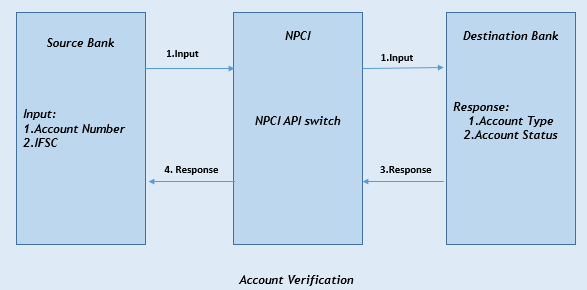 Source Bank
NPCI
Destination Bank
1.Input
1.Input
Input:
1.Account Number
2.IFSC
NPCI API switch
Response:
1.Account Type
2.Account Status
4. Response
3.Response
Account Verification